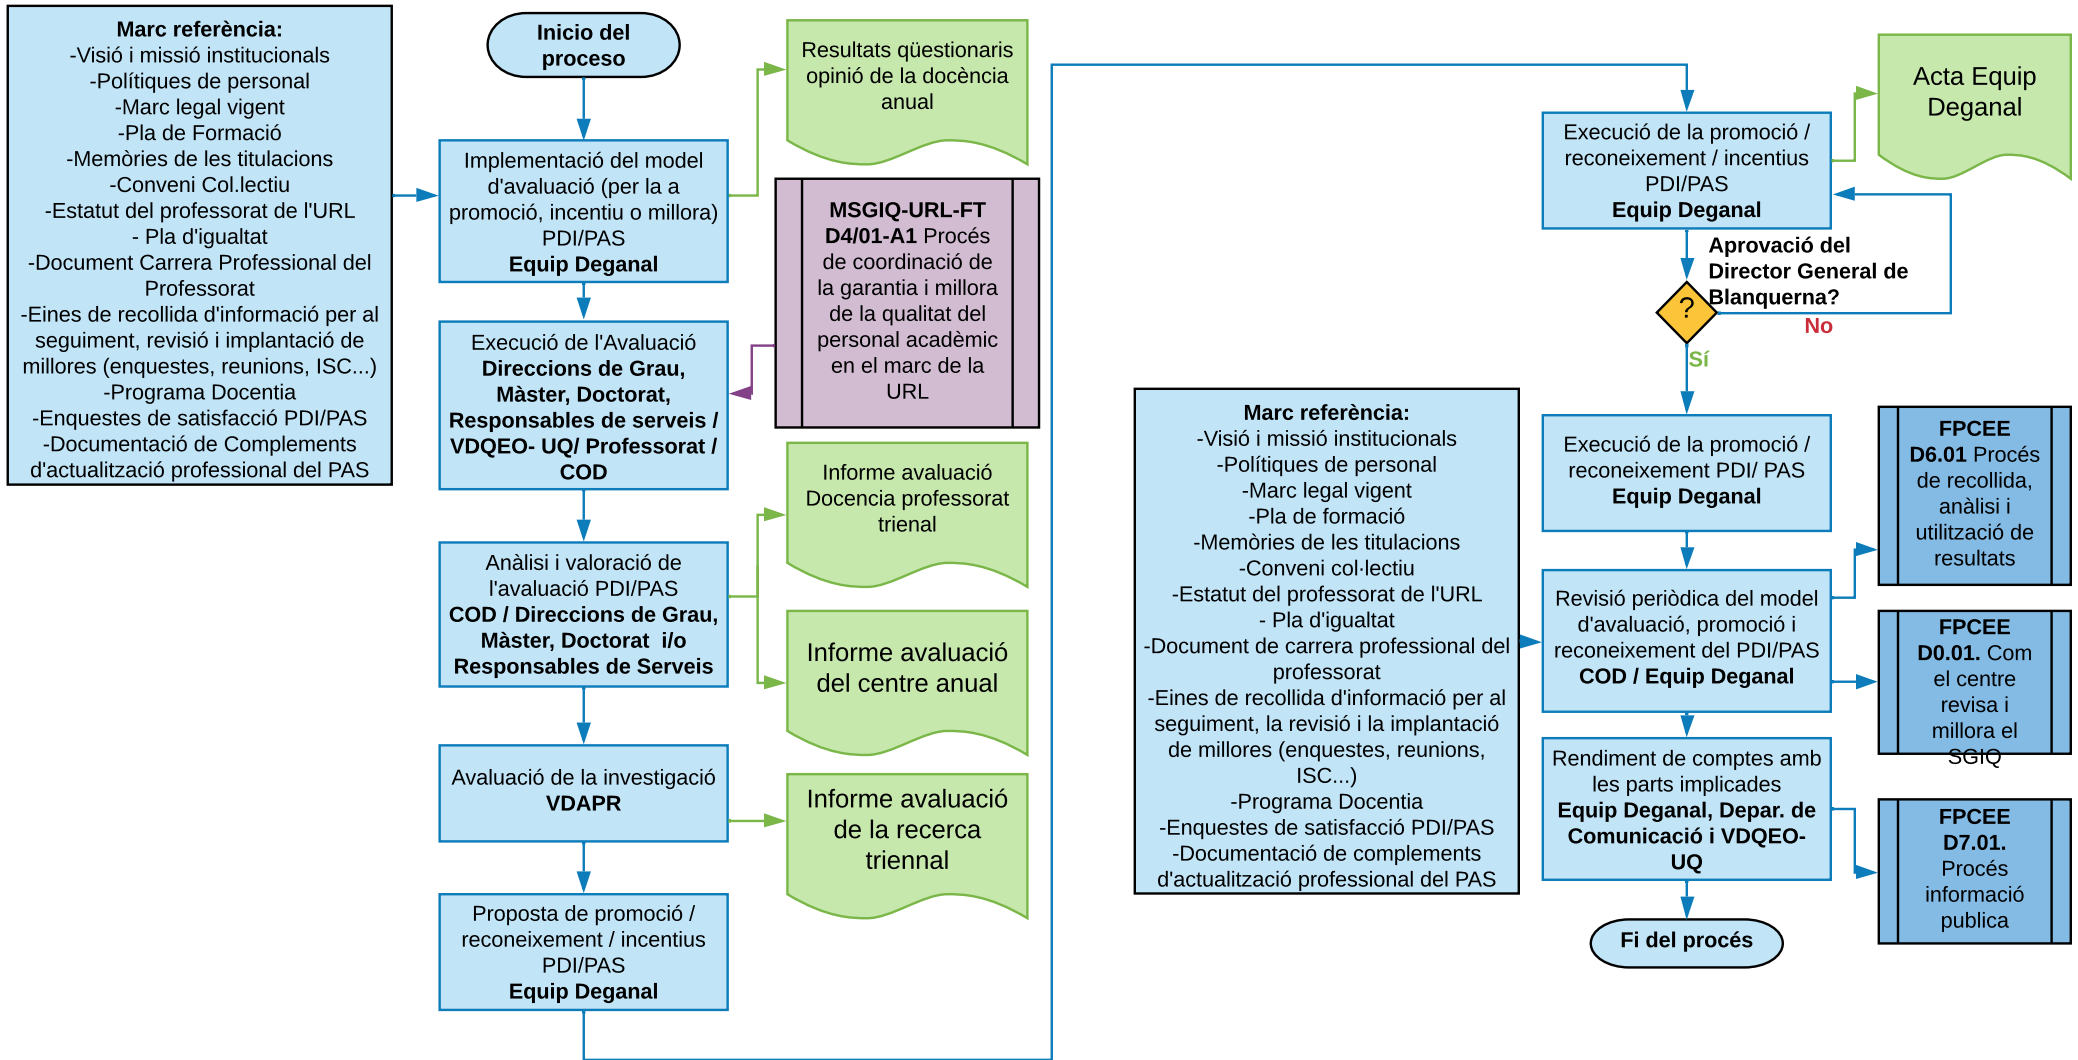 Marc referència:
-Visió i missió institucionals
-Polítiques de personal
-Marc legal vigent
-Pla de Formació
-Memòries de les titulacions
-Conveni Col.lectiu
-Estatut del professorat de l'URL
- Pla d'igualtat
-Document Carrera Professional del
Professorat
-Eines de recollida d'informació per al
seguiment, revisió i implantació de
millores (enquestes, reunions, ISC...)
-Programa Docentia
-Enquestes de satisfacció PDI/PAS
-Documentació de Complements
d'actualització professional del PAS
Inicio del
proceso
Implementació del model
d'avaluació (per la a
promoció, incentiu o millora)
PDI/PAS
Equip Deganal
Execució de l'Avaluació
Direccions de Grau,
Màster, Doctorat,
Responsables de serveis /
VDQEO- UQ/ Professorat /
COD
Anàlisi i valoració de
l'avaluació PDI/PAS
COD / Direccions de Grau,
Màster, Doctorat i/o
Responsables de Serveis
Avaluació de la investigació
VDAPR
Proposta de promoció /
reconeixement / incentius
PDI/PAS
Equip Deganal
Resultats qüestionaris
opinió de la docència
anual
MSGIQ-URL-FT
D4/01-A1 Procés
de coordinació de
la garantia i millora
de la qualitat del
personal acadèmic
en el marc de la
URL
Informe avaluació
Docencia professorat
trienal
Informe avaluació
del centre anual
Informe avaluació
de la recerca
triennal
Marc referència:
-Visió i missió institucionals
-Polítiques de personal
-Marc legal vigent
-Pla de formació
-Memòries de les titulacions
-Conveni col·lectiu
-Estatut del professorat de l'URL
- Pla d'igualtat
-Document de carrera professional del
professorat
-Eines de recollida d'informació per al
seguiment, la revisió i la implantació
de millores (enquestes, reunions,
ISC...)
-Programa Docentia
-Enquestes de satisfacció PDI/PAS
-Documentació de complements
d'actualització professional del PAS
Execució de la promoció /
reconeixement / incentius
PDI/PAS
Equip Deganal
Aprovació del
Director General de
Blanquerna?
?
No
Sí
Execució de la promoció /
reconeixement PDI/ PAS
Equip Deganal
Revisió periòdica del model
d'avaluació, promoció i
reconeixement del PDI/PAS
COD / Equip Deganal
Rendiment de comptes amb
les parts implicades
Equip Deganal, Depar. de
Comunicació i VDQEO-
UQ
Fi del procés
Acta Equip
Deganal
FPCEE
D6.01 Procés
de recollida,
anàlisi i
utilització de
resultats
FPCEE
D0.01. Com
el centre
revisa i
millora el
SGIQ
FPCEE
D7.01.
Procés
informació
publica